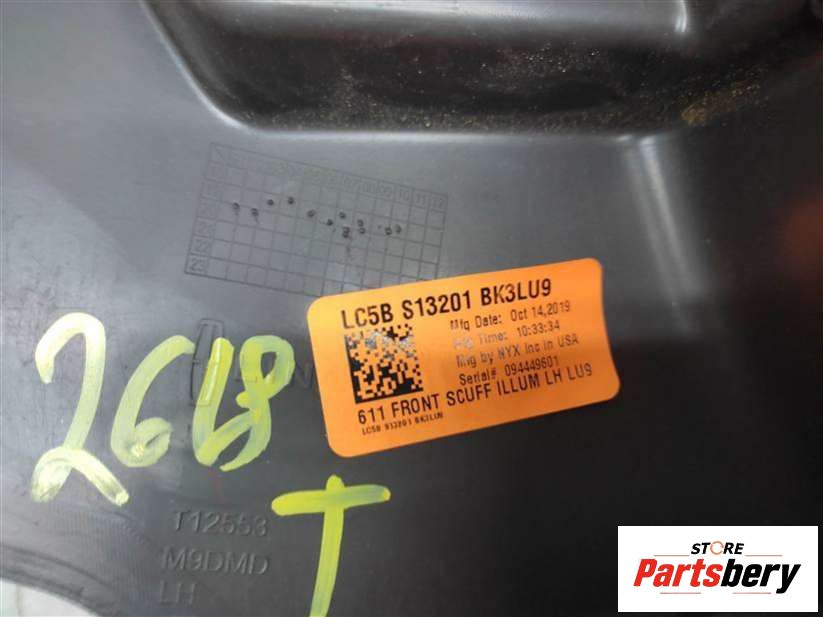 LC5B S13201 BK3LU9
Mfg Date: Oct 14,2019
Mfg Time: 10:33:34
Mfg by NYX Inc in USA
Serial# 094449601
611 FRONT SCUFF ILLUM LH LU9
LC5B S13201 BK3LU9
2618
T
T12553
M9DMD
LH
STORE
Partsbery